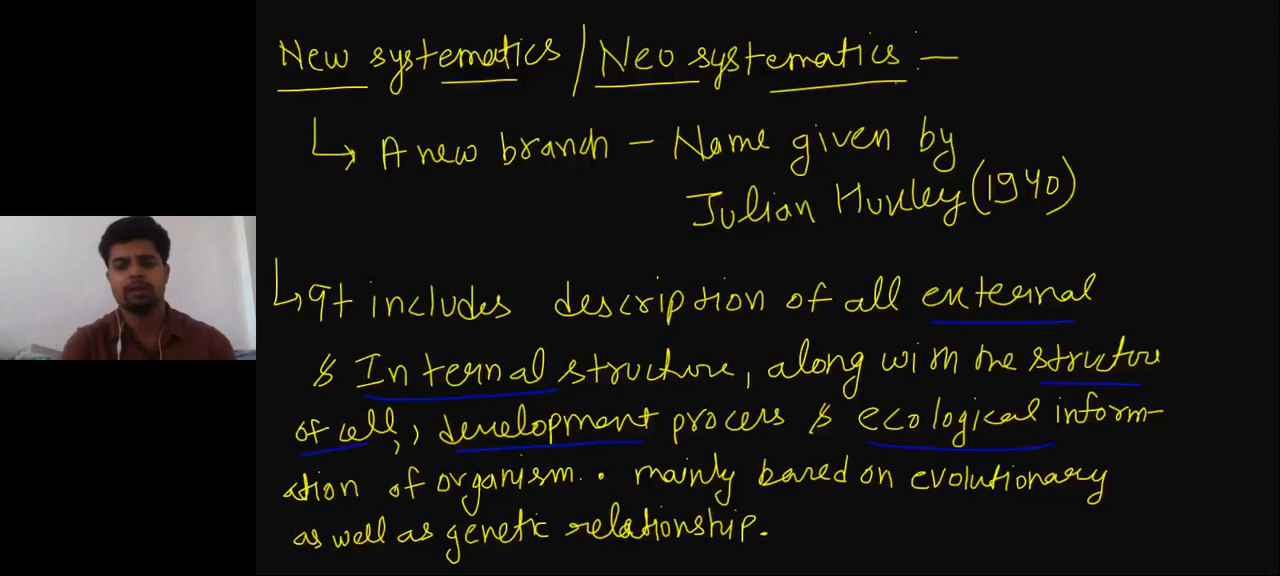 New systematics / Neo systematics :-
↳ A new branch - Name given by
Julian Huxley (1940)
↳ It includes description of all external
& Internal structure, along with the structure
of cell, development process & ecological inform-
ation of organism. mainly based on evolutionary
as well as genetic relationship.